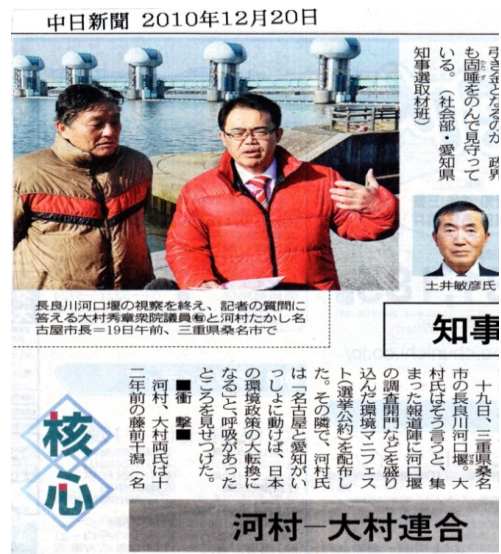 中日新聞 2010年12月20日
引き金となるのか、政界
も固唾をのんで見守って
いる。（社会部・愛知県
知事選取材班）
土井敏彦氏
長良川河口堰の視察を終え、記者の質問に
答える大村秀章衆院議員㊨と河村たかし名
古屋市長＝19日午前、三重県桑名市で
知事
十九日、三重県桑名
市の長良川河口堰。大
村氏はそう言うと、集
まった報道陣に河口堰
の調査開門などを盛り
込んだ環境マニフェス
ト（選挙公約）を配布し
た。その隣で、河村氏
は「名古屋と愛知がい
っしょに動けば、日本
の環境政策の大転換に
なる」と、呼吸があった
ところを見せつけた。
■衝撃■
河村、大村両氏は十
二年前の藤前干潟（名
核心
河村－大村連合